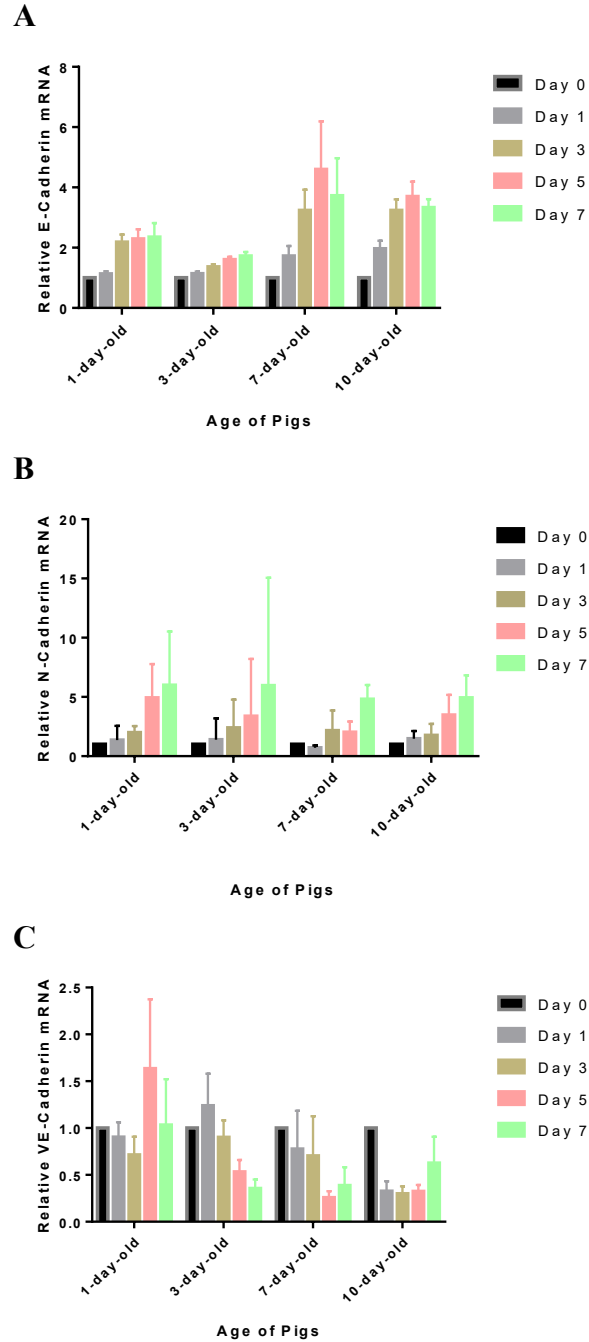 A
Relative E-Cadherin mRNA
8
6
4
2
0
1-day-old
3-day-old
7-day-old
10-day-old
Age of Pigs
Day 0
Day 1
Day 3
Day 5
Day 7
B
Relative N-Cadherin mRNA
20
15
10
5
0
1-day-old
3-day-old
7-day-old
10-day-old
Age of Pigs
Day 0
Day 1
Day 3
Day 5
Day 7
C
Relative VE-Cadherin mRNA
2.5
2.0
1.5
1.0
0.5
0.0
1-day-old
3-day-old
7-day-old
10-day-old
Age of Pigs
Day 0
Day 1
Day 3
Day 5
Day 7